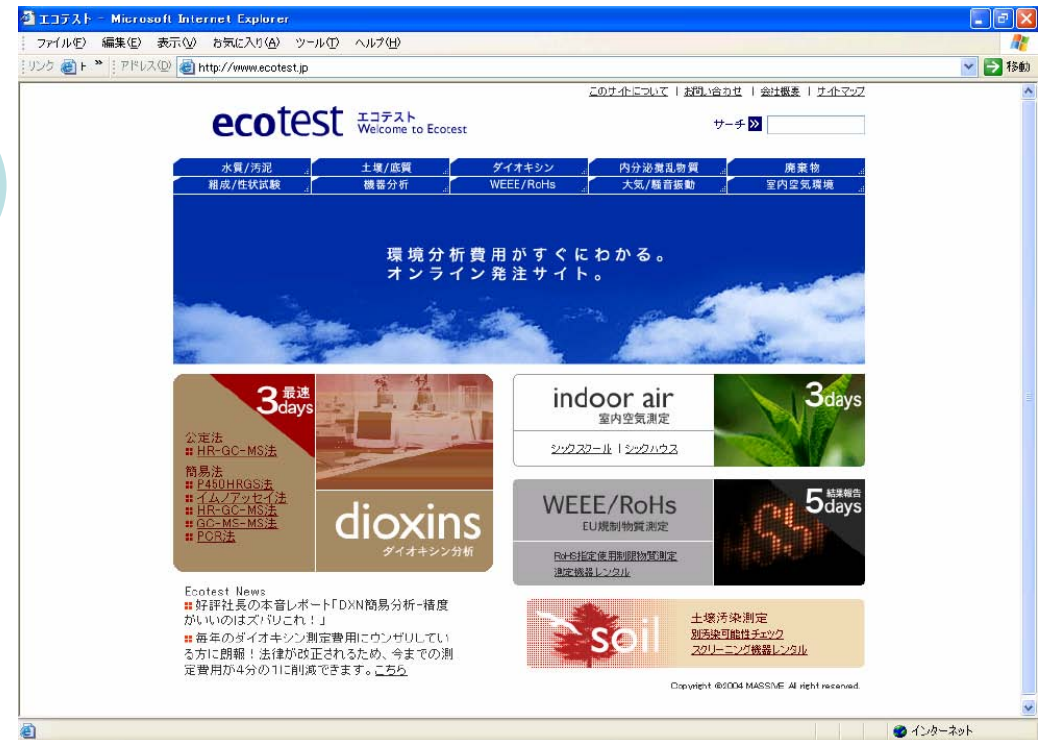 エコテスト - Microsoft Internet Explorer
ファイル(F) 編集(E) 表示(V) お気に入り(A) ツール(T) ヘルプ(H)
リンク ト » アドレス(D) http://www.ecotest.jp 移動
このサイトについて | お問い合わせ | 会社概要 | サイトマップ
ecotest エコテスト
Welcome to Ecotest
サーチ
水質/汚泥 土壌/底質 ダイオキシン 内分泌撹乱物質 廃棄物
組成/性状試験 機器分析 WEEE/RoHs 大気/騒音振動 室内空気環境
環境分析費用がすぐにわかる。
オンライン発注サイト。
3 最速
days
公定法
HR-GC-MS法
簡易法
P450HRGS法
イムノアッセイ法
HR-GC-MS法
GC-MS-MS法
PCR法
dioxins
ダイオキシン分析
indoor air
室内空気測定
シックスクール | シックハウス
3days
WEEE/RoHs
EU規制物質測定
RoHS指定使用制限物質測定
測定機器レンタル
5 結果報告
days
Ecotest News
好評社長の本音レポート「DXN簡易分析-精度
がいいのはズバリこれ!」
毎年のダイオキシン測定費用にウンザリしてい
る方に朗報!法律が改正されるため、今までの測
定費用が4分の1に削減できます。こちら
soil
土壌汚染測定
別汚染可能性チェック
スクリーニング機器レンタル
Copyright ©2004 MASSIVE All right reserved.
インターネット